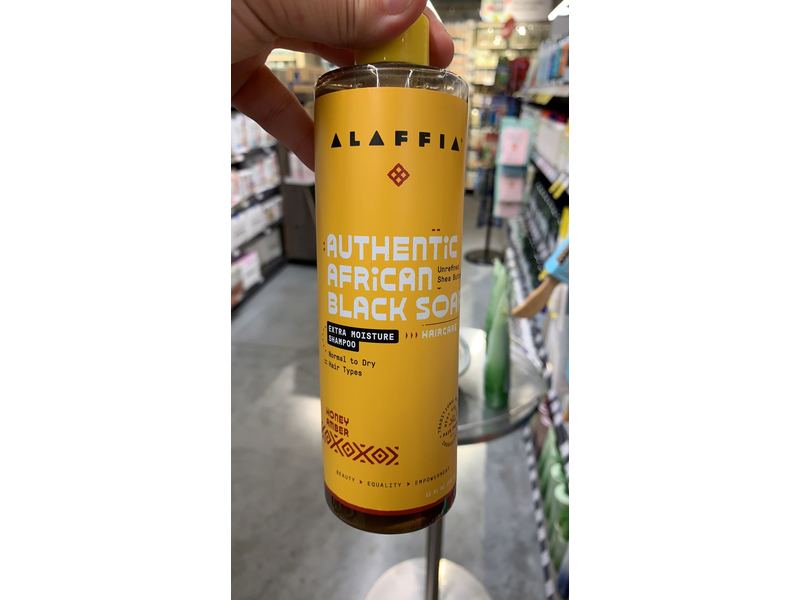 ALAFFIA
AUTHENTIC
AFRICAN
BLACK SOA
Unrefined
Shea Butt
EXTRA MOISTURE
SHAMPOO
HAIRCARE
Normal to Dry
Hair Types
HONEY
AMBER
BEAUTY ▸ EQUALITY ▸ EMPOWERMENT